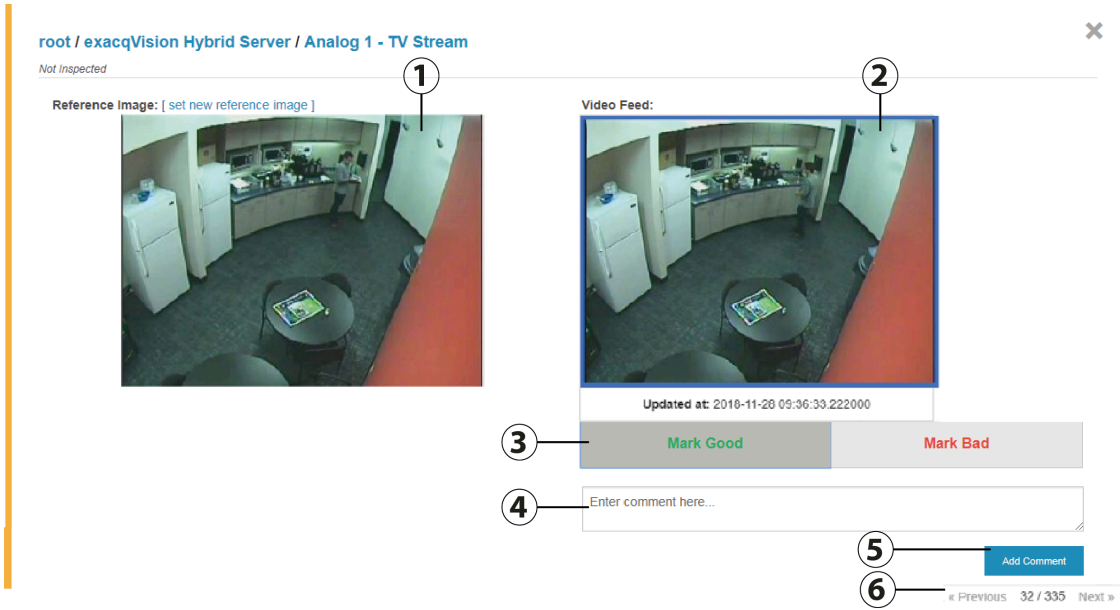 root / exacqVision Hybrid Server / Analog 1 - TV Stream
Not Inspected
1
2
Reference Image: [ set new reference image ]
Video Feed:
Updated at: 2018-11-28 09:36:33.222000
3
Mark Good
Mark Bad
4
Enter comment here...
5
Add Comment
6
« Previous 32 / 335 Next »